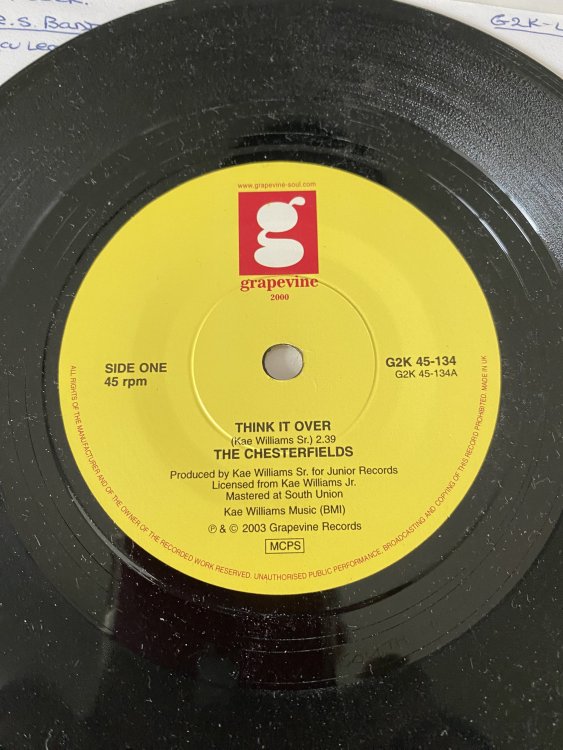 G2K-
www.grapevine-soul.com
g
grapevine
2000
SIDE ONE
45 rpm
G2K 45-134
G2K 45-134A
THINK IT OVER
(Kae Williams Sr.) 2.39
THE CHESTERFIELDS
Produced by Kae Williams Sr. for Junior Records
Licensed from Kae Williams Jr.
Mastered at South Union
Kae Williams Music (BMI)
℗ & © 2003 Grapevine Records
MCPS
ALL RIGHTS OF THE MANUFACTURER AND OF THE OWNER OF THE RECORDED WORK RESERVED. UNAUTHORISED PUBLIC PERFORMANCE, BROADCASTING AND COPYING OF THIS RECORD PROHIBITED. MADE IN UK